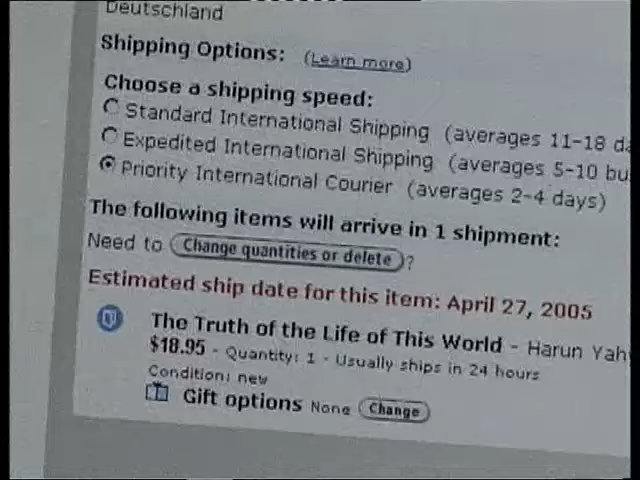 Deutschland
Shipping Options: (Learn more)
Choose a shipping speed:
Standard International Shipping (averages 11-18
Expedited International Shipping (averages 5-10
Priority International Courier (averages 2-4 days)
The following items will arrive in 1 shipment:
Need to Change quantities or delete ?
Estimated ship date for this item: April 27, 2005
The Truth of the Life of This World - Harun
$18.95 - Quantity: 1 - Usually ships in 24 hours
Condition: new
Gift options None Change